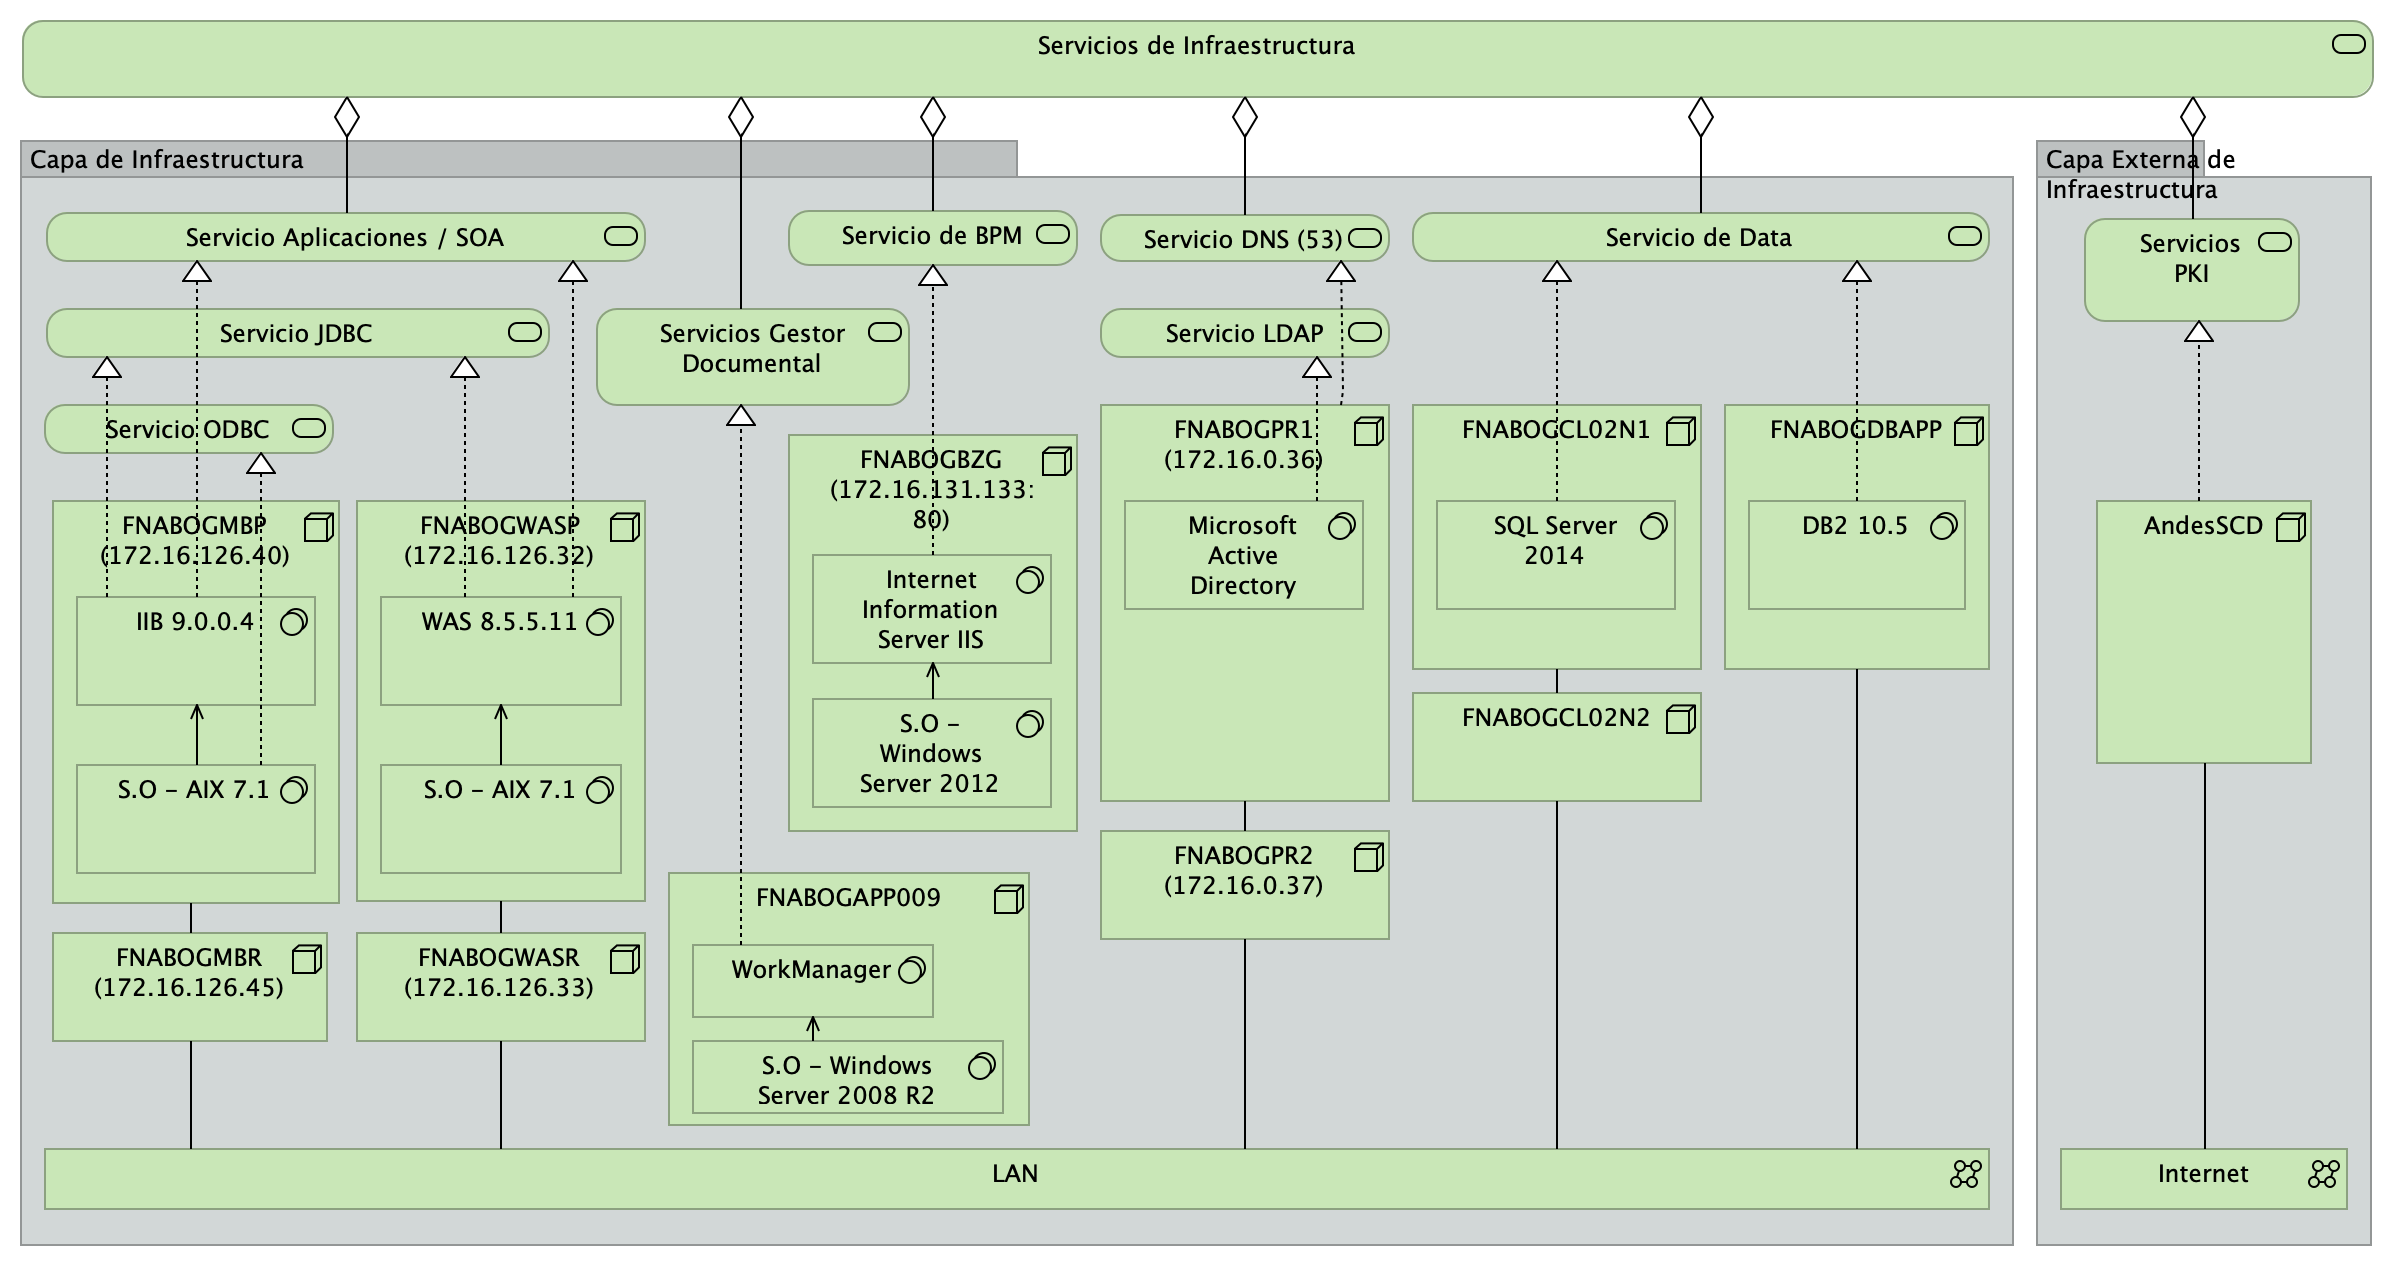 Servicios de Infraestructura
Capa de Infraestructura
Capa Externa de
Infraestructura
Servicio Aplicaciones / SOA
Servicio de BPM
Servicio DNS (53)
Servicio de Data
Servicios
PKI
Servicio JDBC
Servicios Gestor
Documental
Servicio LDAP
Servicio ODBC
FNABOGMBP
(172.16.126.40)
IIB 9.0.0.4
S.O - AIX 7.1
FNABOGMBR
(172.16.126.45)
FNABOGWASP
(172.16.126.32)
WAS 8.5.5.11
S.O - AIX 7.1
FNABOGWASR
(172.16.126.33)
FNABOGBZG
(172.16.131.133:
80)
Internet
Information
Server IIS
S.O -
Windows
Server 2012
FNABOGAPP009
WorkManager
S.O - Windows
Server 2008 R2
FNABOGPR1
(172.16.0.36)
Microsoft
Active
Directory
FNABOGPR2
(172.16.0.37)
FNABOGCL02N1
SQL Server
2014
FNABOGCL02N2
FNABOGDBAPP
DB2 10.5
AndesSCD
LAN
Internet